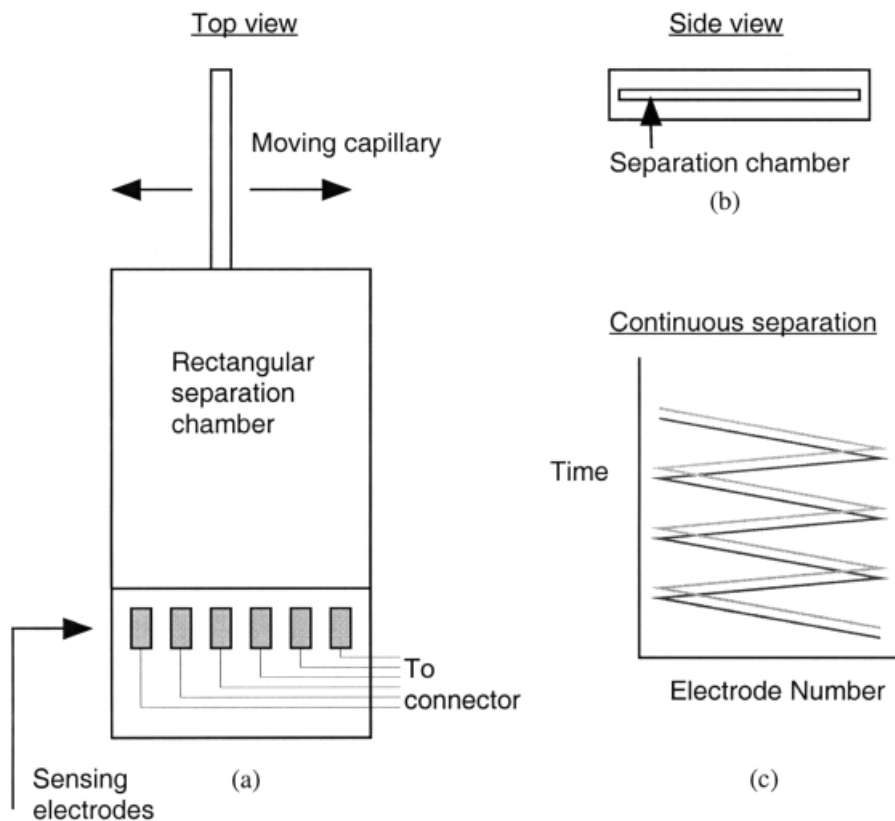 Top view
Moving capillary
Rectangular
separation
chamber
To
connector
Sensing
electrodes
(a)
Side view
Separation chamber
(b)
Continuous separation
Time
Electrode Number
(c)